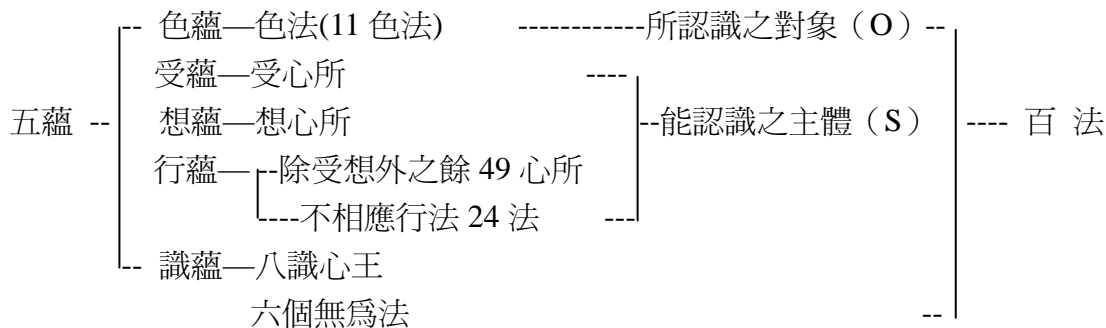 色蘊—色法(11 色法) ------------所認識之對象（O）--
受蘊—受心所 ----
五蘊 -- 想蘊—想心所 --能認識之主體（S） ---- 百 法
行蘊— --除受想外之餘 49 心所
----不相應行法 24 法 ---
-- 識蘊—八識心王
六個無爲法 --